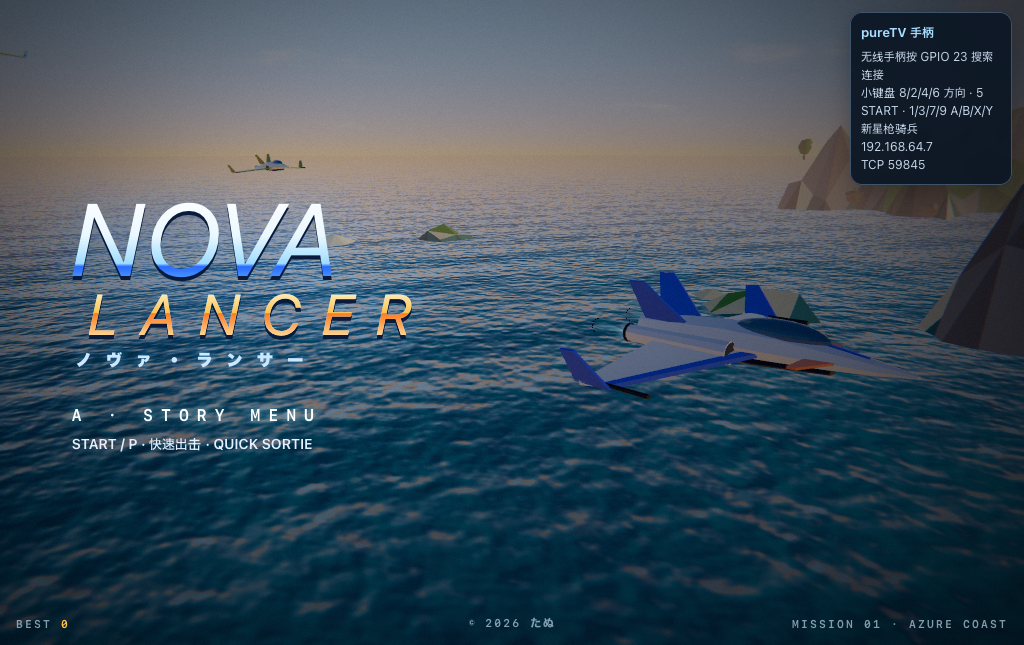 pureTV 手柄
无线手柄按 GPIO 23 搜索
连接
小键盘 8/2/4/6 方向 · 5
START · 1/3/7/9 A/B/X/Y
新星枪骑兵
192.168.64.7
TCP 59845
NOVA
LANCER
ノヴァ・ランサー
A · STORY MENU
START / P · 快速出击 · QUICK SORTIE
BEST 0
© 2026 たぬ
MISSION 01 · AZURE COAST